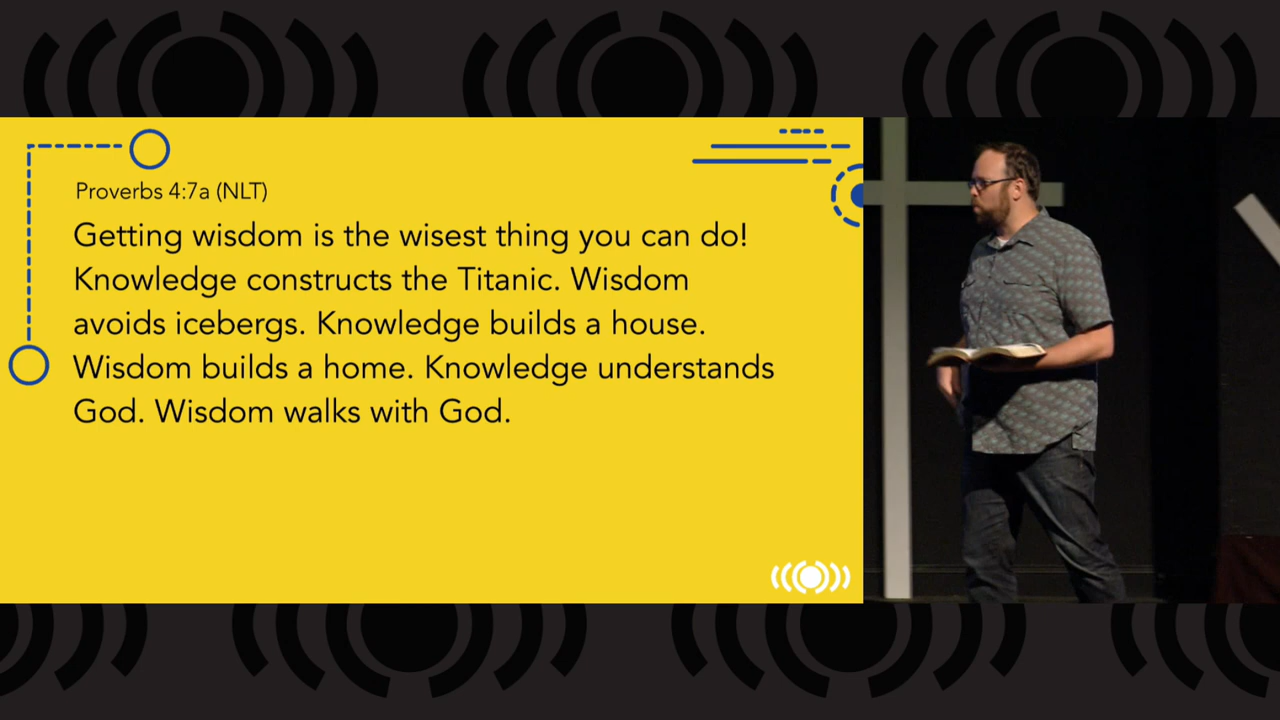 Proverbs 4:7a (NLT)
Getting wisdom is the wisest thing you can do!
Knowledge constructs the Titanic. Wisdom
avoids icebergs. Knowledge builds a house.
Wisdom builds a home. Knowledge understands
God. Wisdom walks with God.